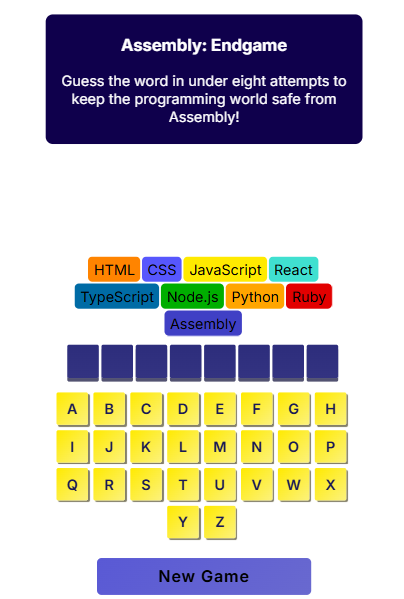 Assembly: Endgame
Guess the word in under eight attempts to
keep the programming world safe from
Assembly!
HTML CSS JavaScript React
TypeScript Node.js Python Ruby
Assembly
A B C D E F G H
I J K L M N O P
Q R S T U V W X
Y Z
New Game